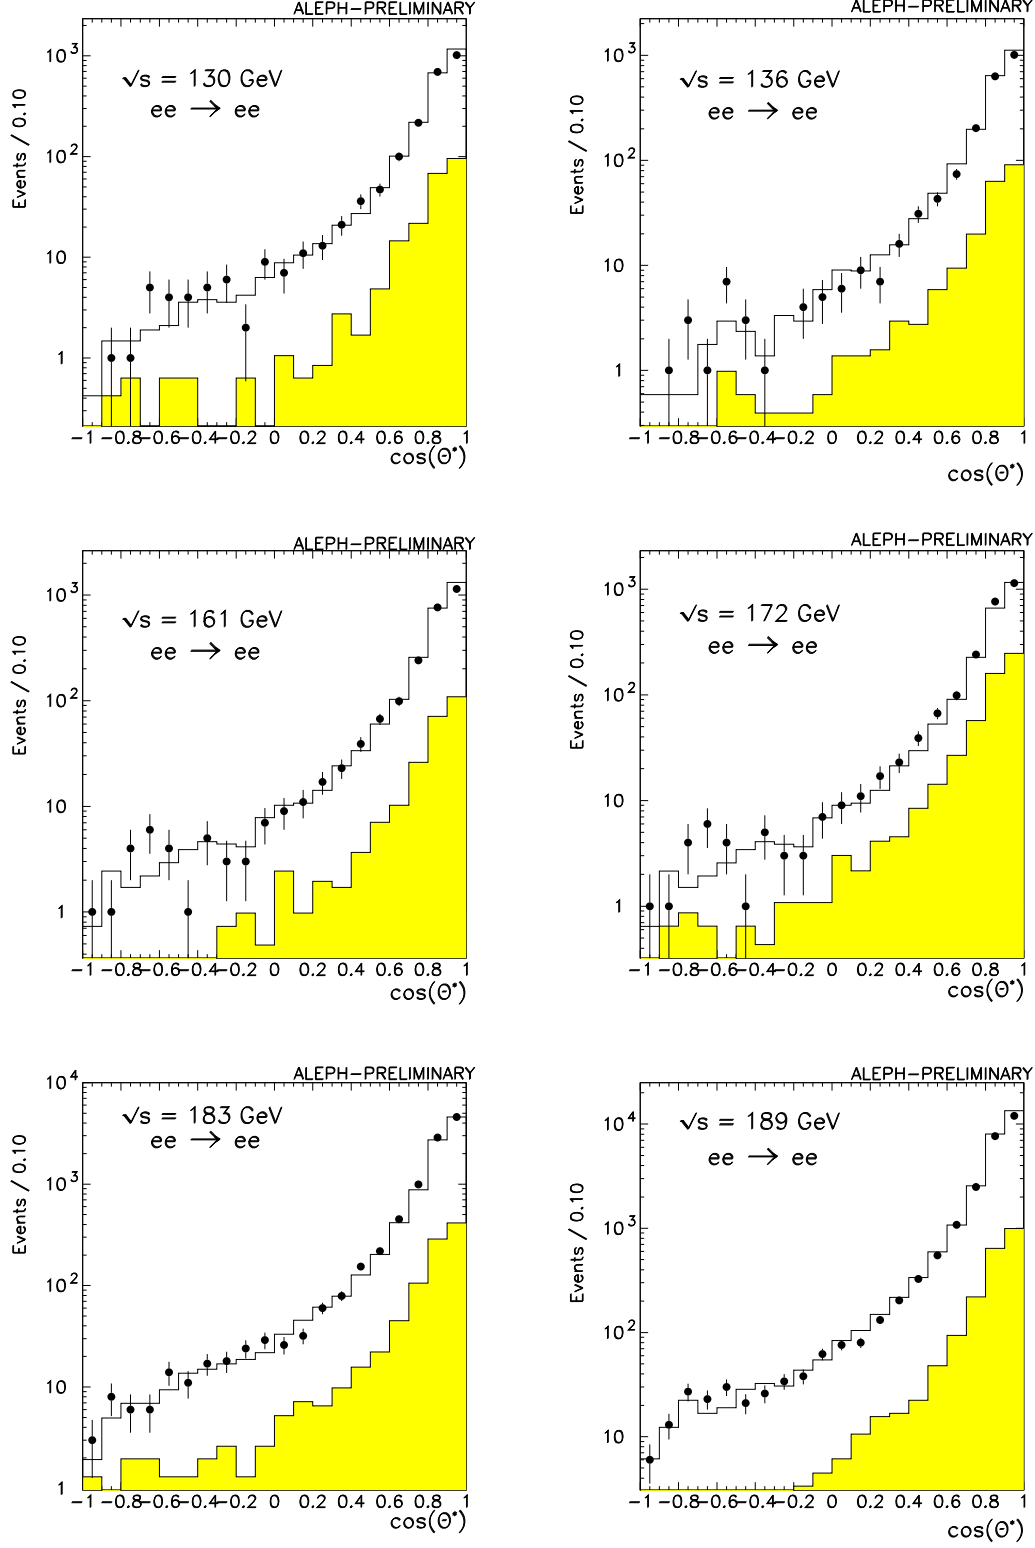 ALEPH-PRELIMINARY
Events / 0.10
10³
10²
10
1
√s = 130 GeV
ee → ee
-1 -0.8 -0.6 -0.4 -0.2 0 0.2 0.4 0.6 0.8 1
cos(Θ*)
ALEPH-PRELIMINARY
Events / 0.10
10³
10²
10
1
√s = 136 GeV
ee → ee
-1 -0.8 -0.6 -0.4 -0.2 0 0.2 0.4 0.6 0.8 1
cos(Θ*)
ALEPH-PRELIMINARY
Events / 0.10
10³
10²
10
1
√s = 161 GeV
ee → ee
-1 -0.8 -0.6 -0.4 -0.2 0 0.2 0.4 0.6 0.8 1
cos(Θ*)
ALEPH-PRELIMINARY
Events / 0.10
10³
10²
10
1
√s = 172 GeV
ee → ee
-1 -0.8 -0.6 -0.4 -0.2 0 0.2 0.4 0.6 0.8 1
cos(Θ*)
ALEPH-PRELIMINARY
Events / 0.10
10⁴
10³
10²
10
1
√s = 183 GeV
ee → ee
-1 -0.8 -0.6 -0.4 -0.2 0 0.2 0.4 0.6 0.8 1
cos(Θ*)
ALEPH-PRELIMINARY
Events / 0.10
10⁴
10³
10²
10
√s = 189 GeV
ee → ee
-1 -0.8 -0.6 -0.4 -0.2 0 0.2 0.4 0.6 0.8 1
cos(Θ*)